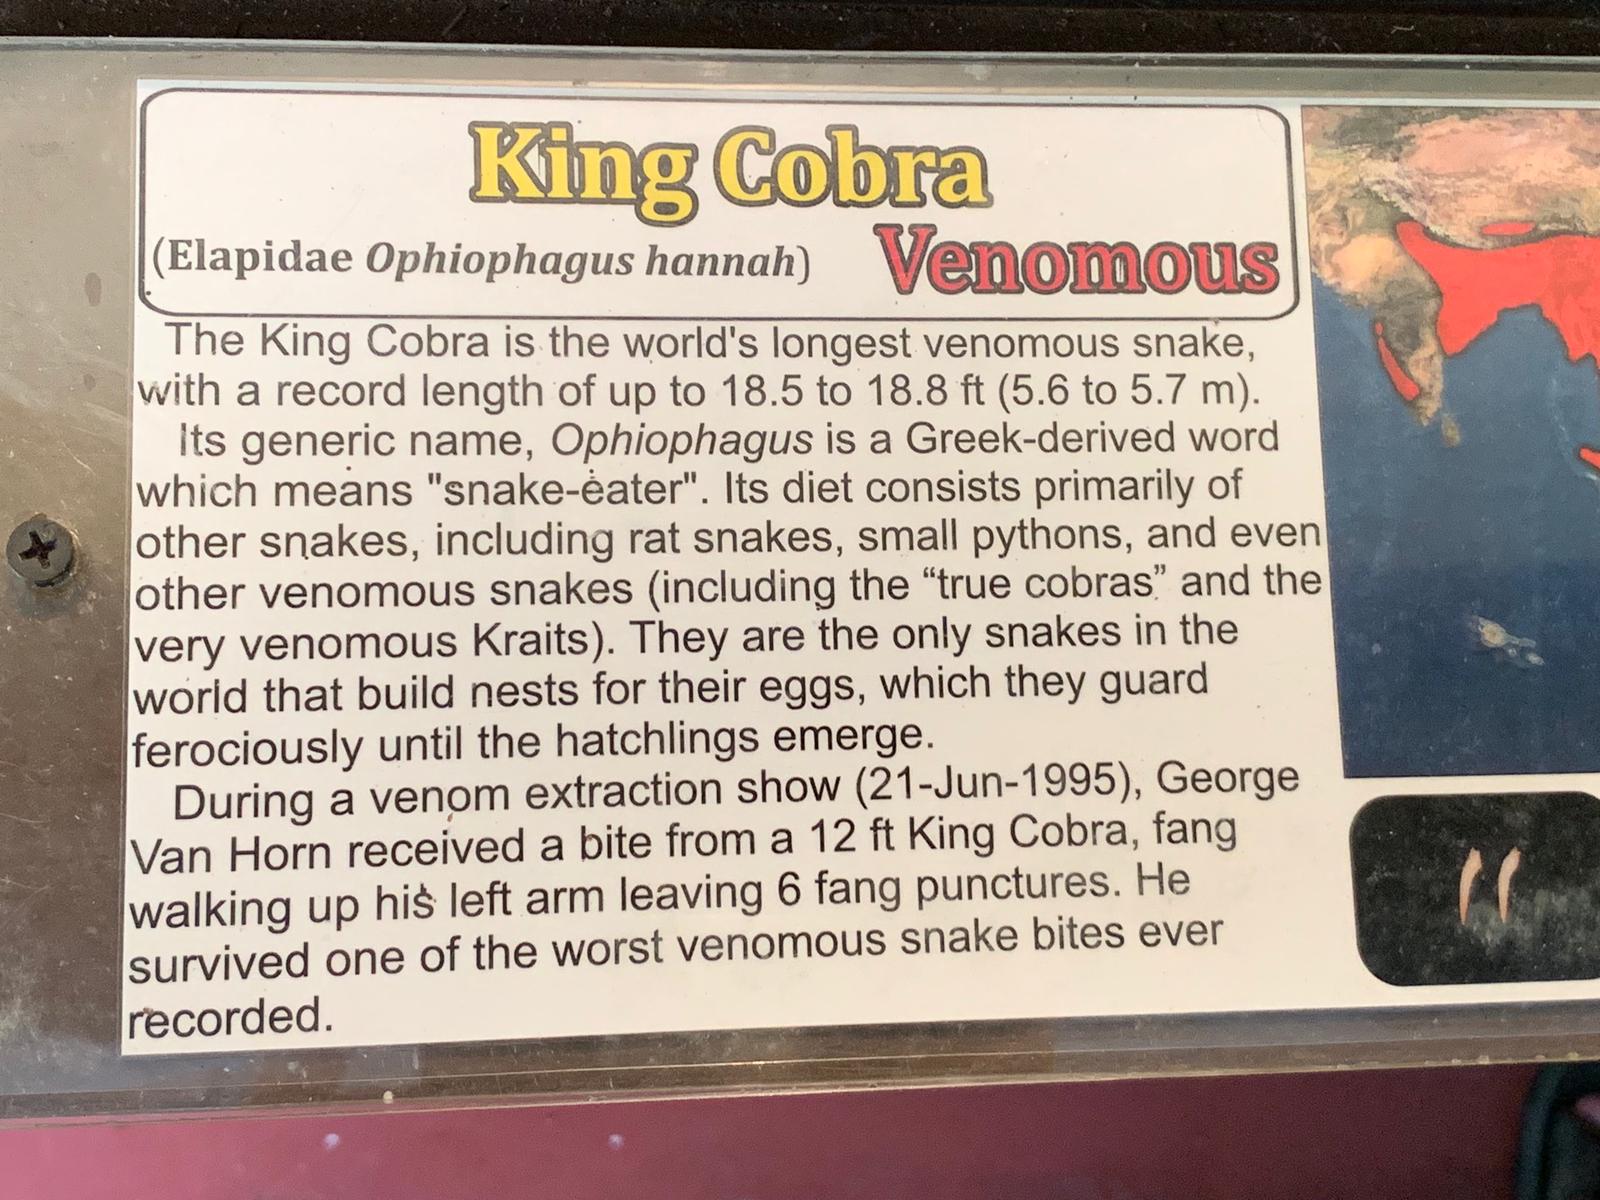 King Cobra
(Elapidae Ophiophagus hannah) Venomous
The King Cobra is the world's longest venomous snake,
with a record length of up to 18.5 to 18.8 ft (5.6 to 5.7 m).
Its generic name, Ophiophagus is a Greek-derived word
which means "snake-eater". Its diet consists primarily of
other snakes, including rat snakes, small pythons, and even
other venomous snakes (including the “true cobras” and the
very venomous Kraits). They are the only snakes in the
world that build nests for their eggs, which they guard
ferociously until the hatchlings emerge.
During a venom extraction show (21-Jun-1995), George
Van Horn received a bite from a 12 ft King Cobra, fang
walking up his left arm leaving 6 fang punctures. He
survived one of the worst venomous snake bites ever
recorded.